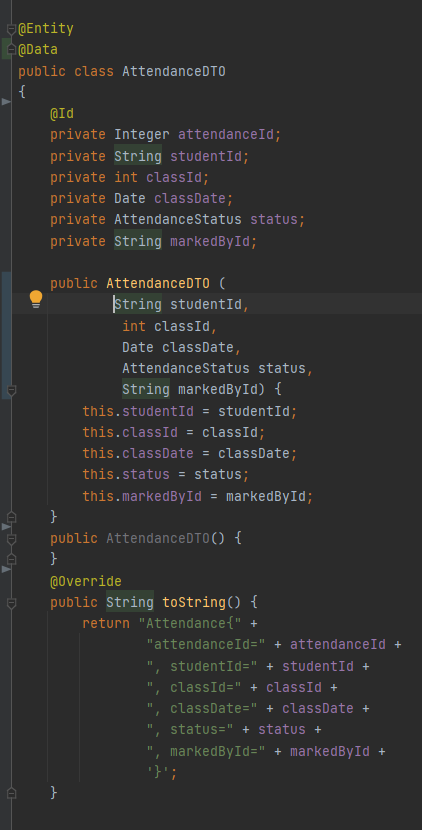 @Entity
@Data
public class AttendanceDTO
{
    @Id
    private Integer attendanceId;
    private String studentId;
    private int classId;
    private Date classDate;
    private AttendanceStatus status;
    private String markedById;

    public AttendanceDTO (
            String studentId,
             int classId,
             Date classDate,
             AttendanceStatus status,
             String markedById) {
        this.studentId = studentId;
        this.classId = classId;
        this.classDate = classDate;
        this.status = status;
        this.markedById = markedById;
    }
    public AttendanceDTO() {
    }
    @Override
    public String toString() {
        return "Attendance{" +
                "attendanceId=" + attendanceId +
                ", studentId=" + studentId +
                ", classId=" + classId +
                ", classDate=" + classDate +
                ", status=" + status +
                ", markedById=" + markedById +
                '}';
    }